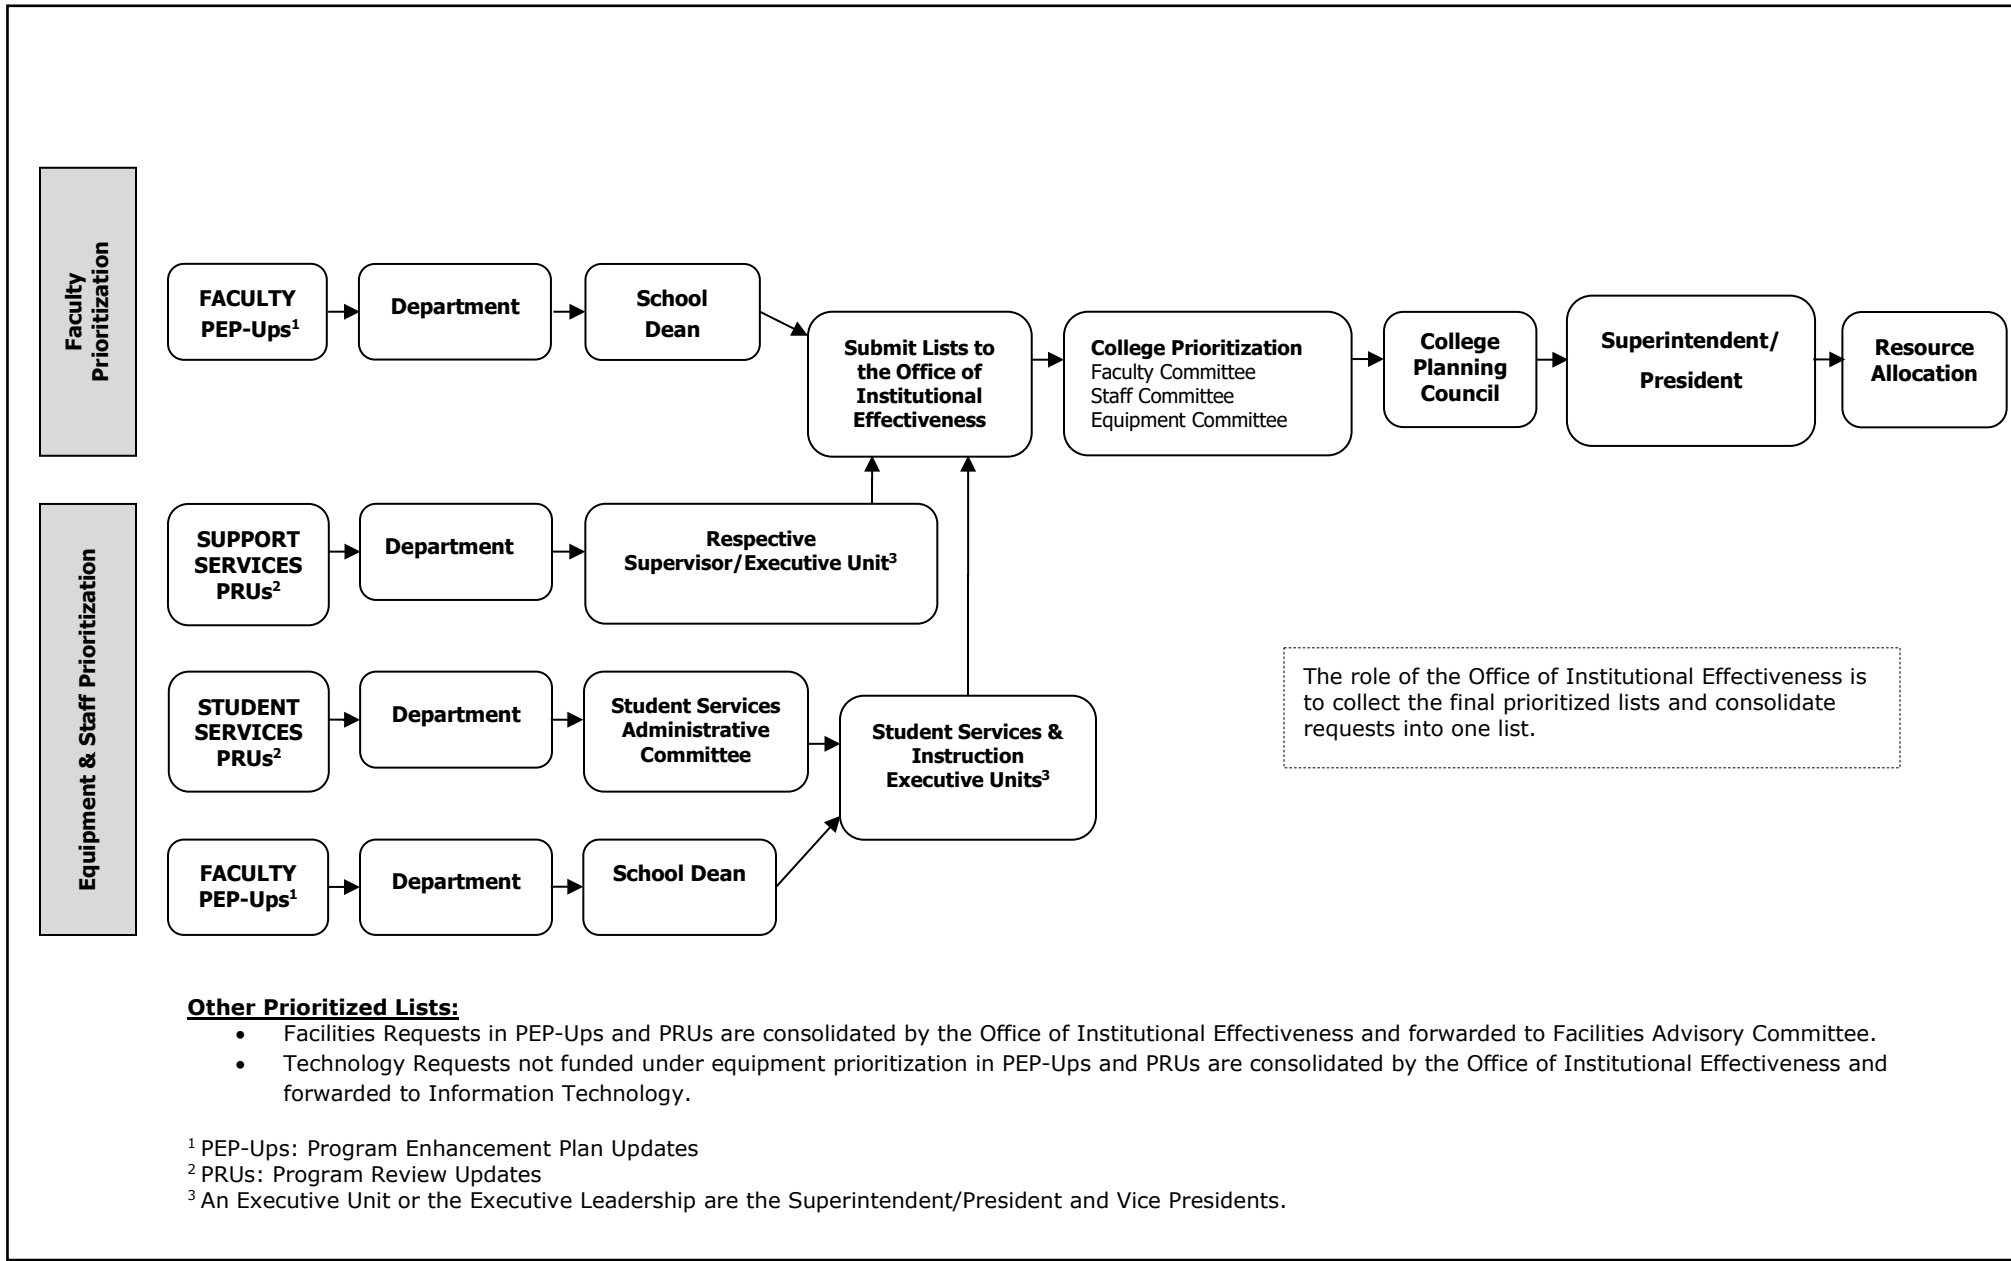 Faculty
Prioritization
FACULTY
PEP-Ups¹
Department
School
Dean
Submit Lists to
the Office of
Institutional
Effectiveness
College Prioritization
Faculty Committee
Staff Committee
Equipment Committee
College
Planning
Council
Superintendent/
President
Resource
Allocation
Equipment & Staff Prioritization
SUPPORT
SERVICES
PRUs²
Department
Respective
Supervisor/Executive Unit³
STUDENT
SERVICES
PRUs²
Department
Student Services
Administrative
Committee
Student Services &
Instruction
Executive Units³
FACULTY
PEP-Ups¹
Department
School Dean
The role of the Office of Institutional Effectiveness is
to collect the final prioritized lists and consolidate
requests into one list.
Other Prioritized Lists:
• Facilities Requests in PEP-Ups and PRUs are consolidated by the Office of Institutional Effectiveness and forwarded to Facilities Advisory Committee.
• Technology Requests not funded under equipment prioritization in PEP-Ups and PRUs are consolidated by the Office of Institutional Effectiveness and
forwarded to Information Technology.
¹ PEP-Ups: Program Enhancement Plan Updates
² PRUs: Program Review Updates
³ An Executive Unit or the Executive Leadership are the Superintendent/President and Vice Presidents.